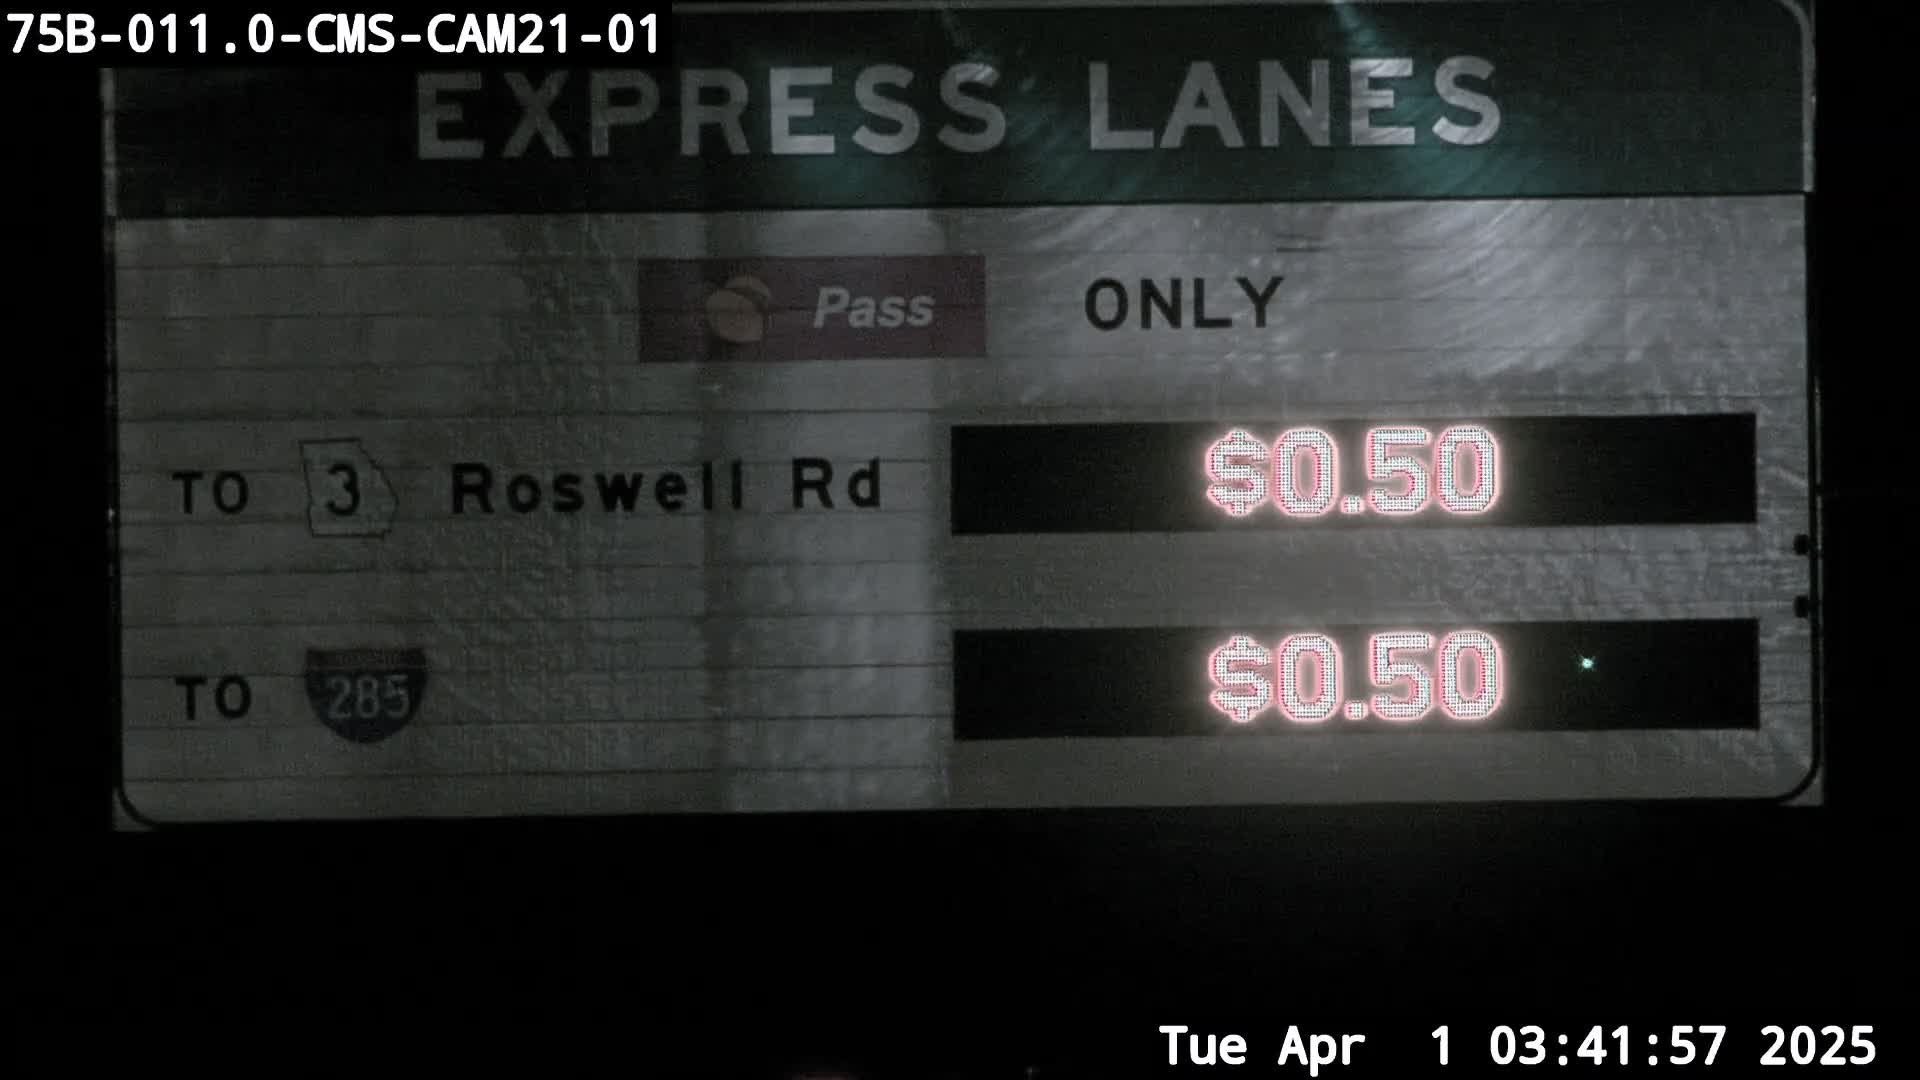 75B-011.0-CMS-CAM21-01
EXPRESS LANES
Pass ONLY
TO 3 Roswell Rd $0.50
TO 285 $0.50
Tue Apr 1 03:41:57 2025